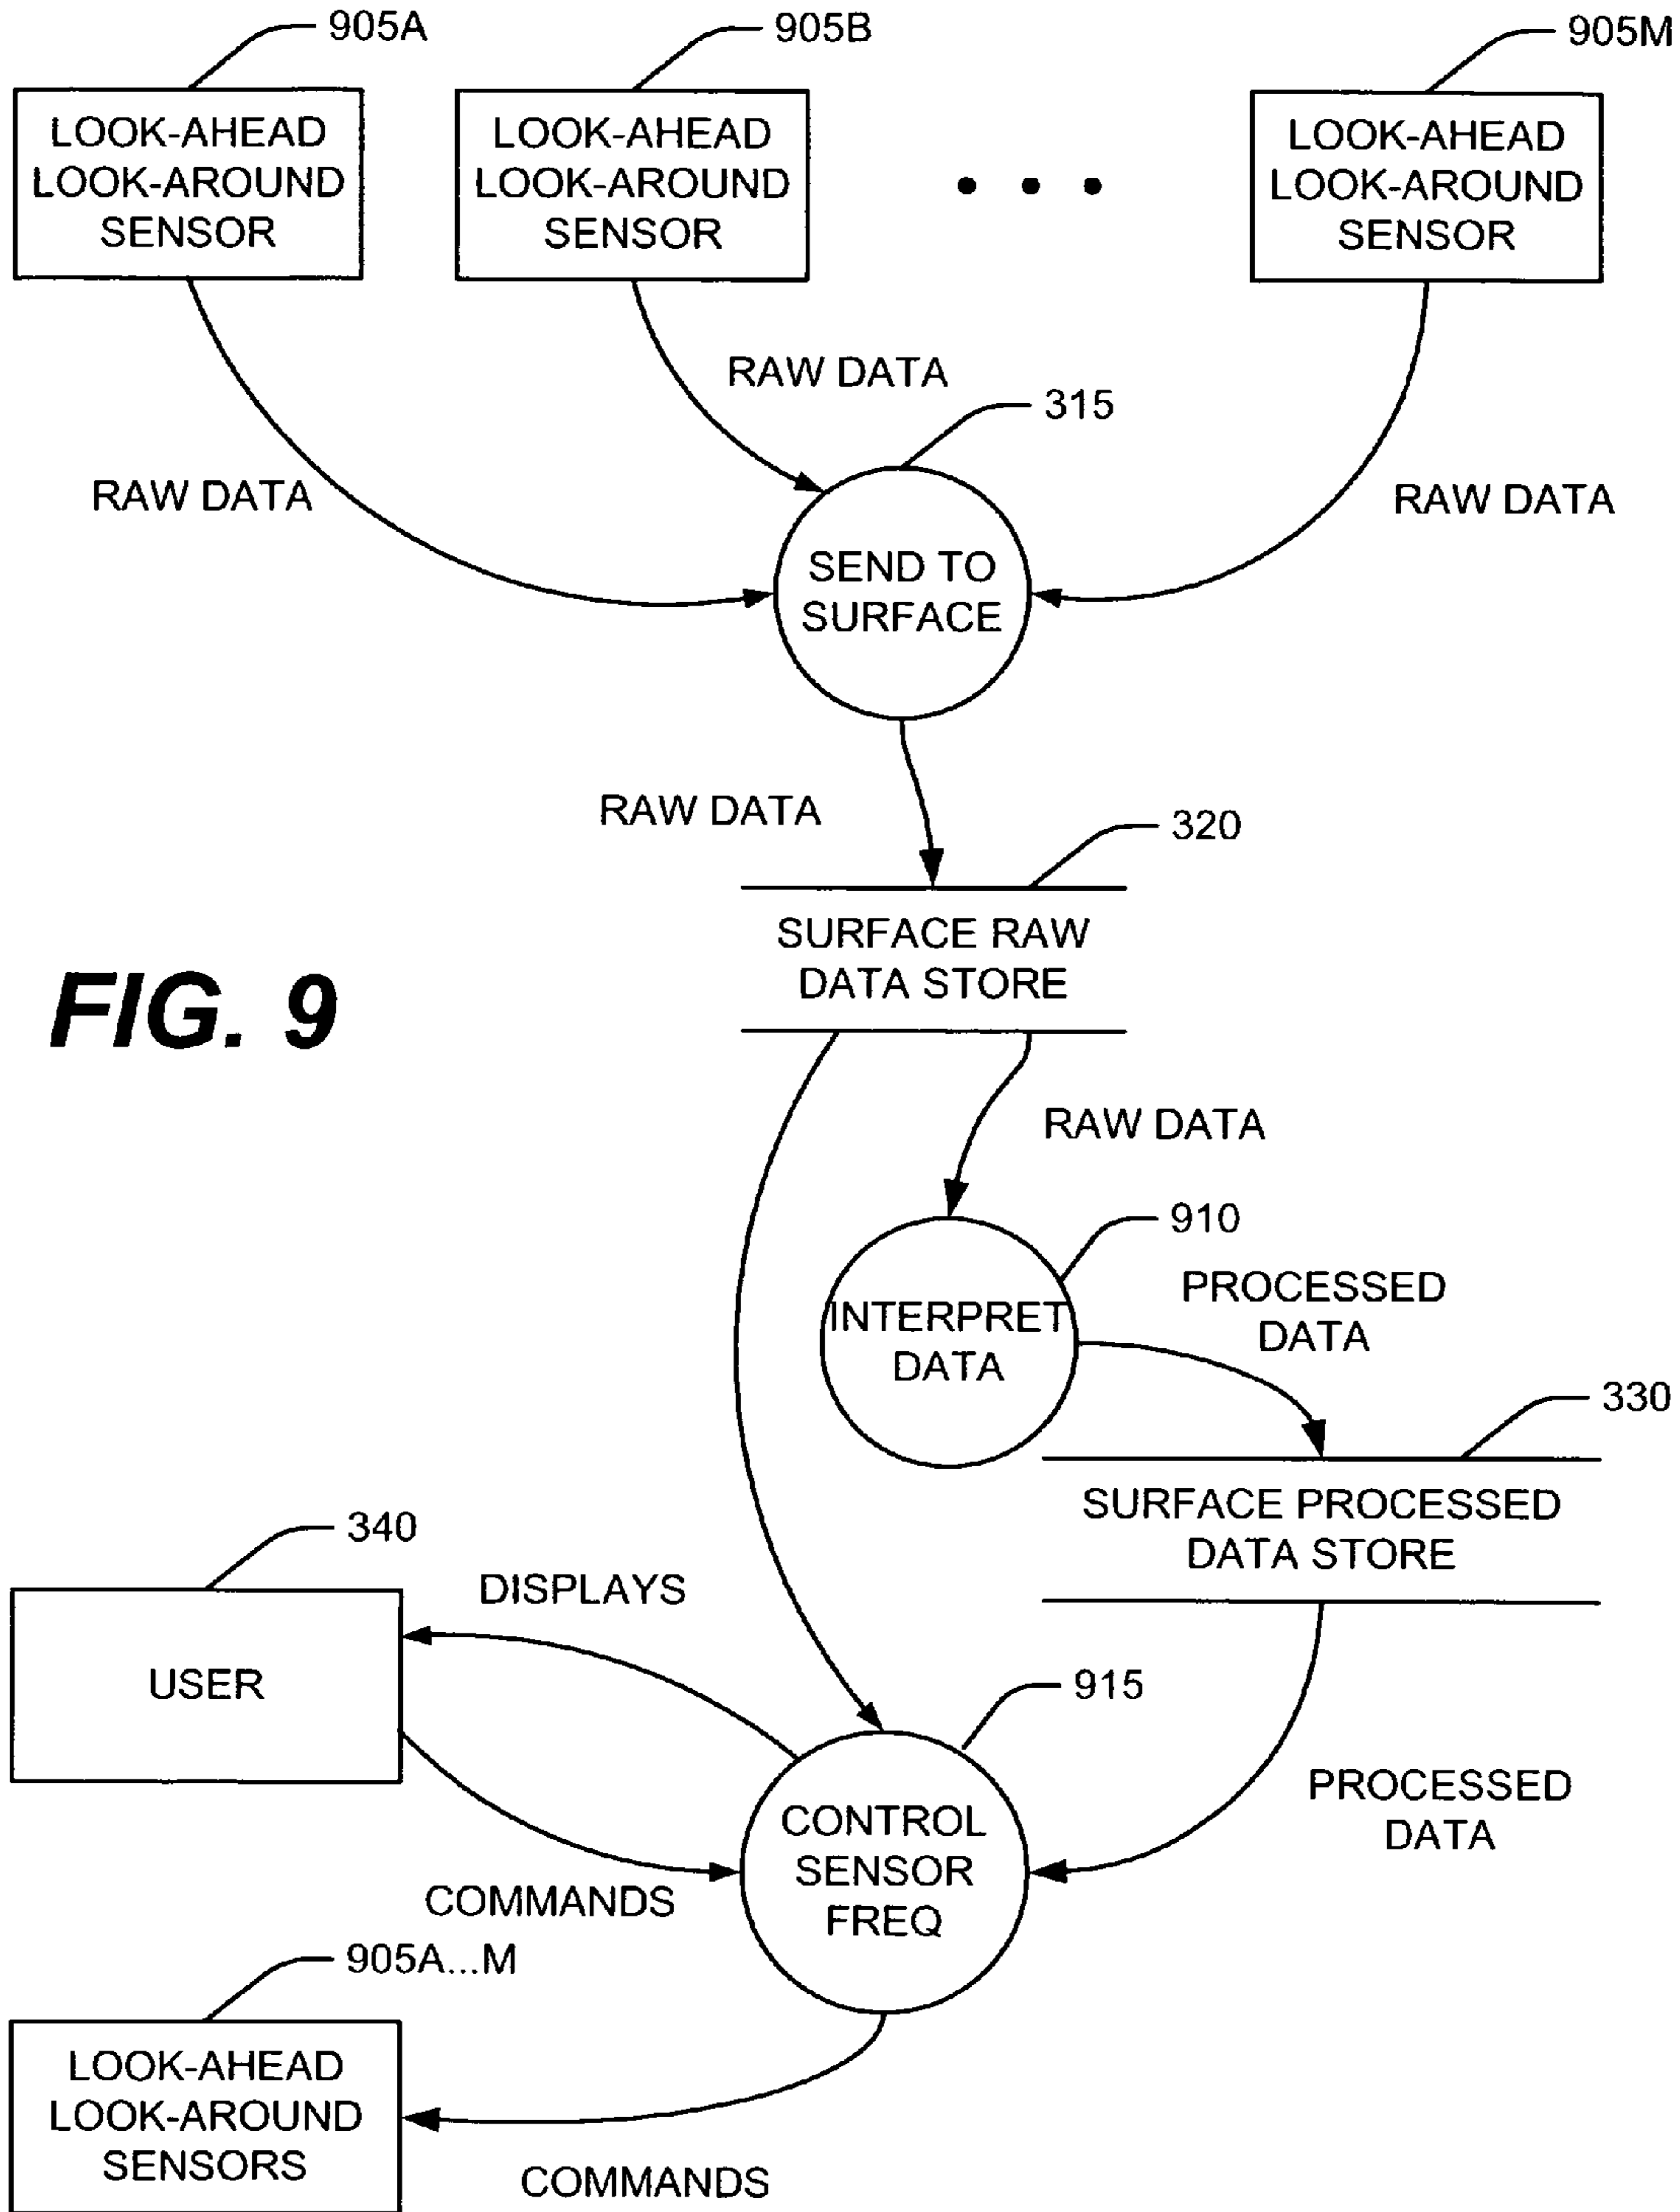 905A
905B
905M
LOOK-AHEAD
LOOK-AROUND
SENSOR
LOOK-AHEAD
LOOK-AROUND
SENSOR
• • •
LOOK-AHEAD
LOOK-AROUND
SENSOR
RAW DATA
315
RAW DATA
RAW DATA
SEND TO
SURFACE
RAW DATA
320
SURFACE RAW
DATA STORE
FIG. 9
RAW DATA
910
PROCESSED
DATA
INTERPRET
DATA
330
SURFACE PROCESSED
DATA STORE
340
DISPLAYS
USER
915
PROCESSED
DATA
CONTROL
SENSOR
FREQ
COMMANDS
905A...M
LOOK-AHEAD
LOOK-AROUND
SENSORS
COMMANDS